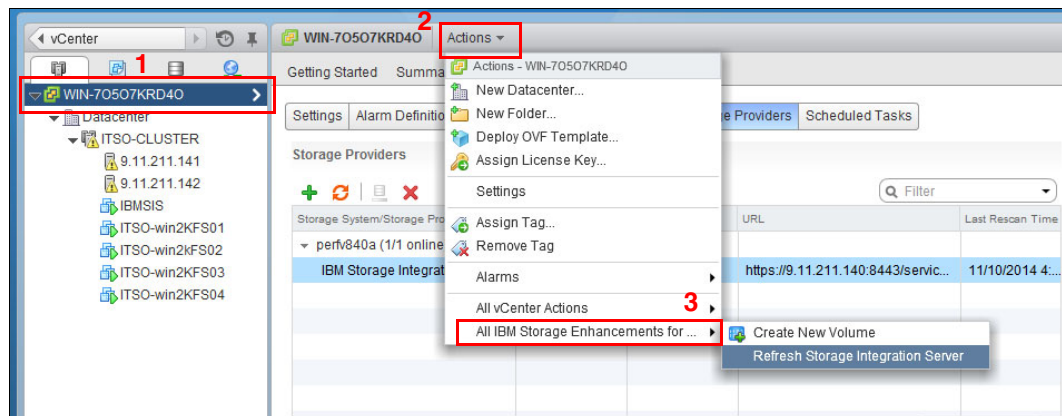 vCenter
WIN-7O5O7KRD4O
2
Actions
1
Getting Started
Summa
WIN-7O5O7KRD4O
Datacenter
ITSO-CLUSTER
9.11.211.141
9.11.211.142
IBMSIS
ITSO-win2KFS01
ITSO-win2KFS02
ITSO-win2KFS03
ITSO-win2KFS04
Settings
Alarm Definitio
e Providers
Scheduled Tasks
Storage Providers
Filter
Storage System/Storage Pro
URL
Last Rescan Time
perfv840a (1/1 online
IBM Storage Integrat
https://9.11.211.140:8443/servic...
11/10/2014 4:...
Actions - WIN-7O5O7KRD4O
New Datacenter...
New Folder...
Deploy OVF Template...
Assign License Key...
Settings
Assign Tag...
Remove Tag
Alarms
All vCenter Actions
3
All IBM Storage Enhancements for ...
Create New Volume
Refresh Storage Integration Server